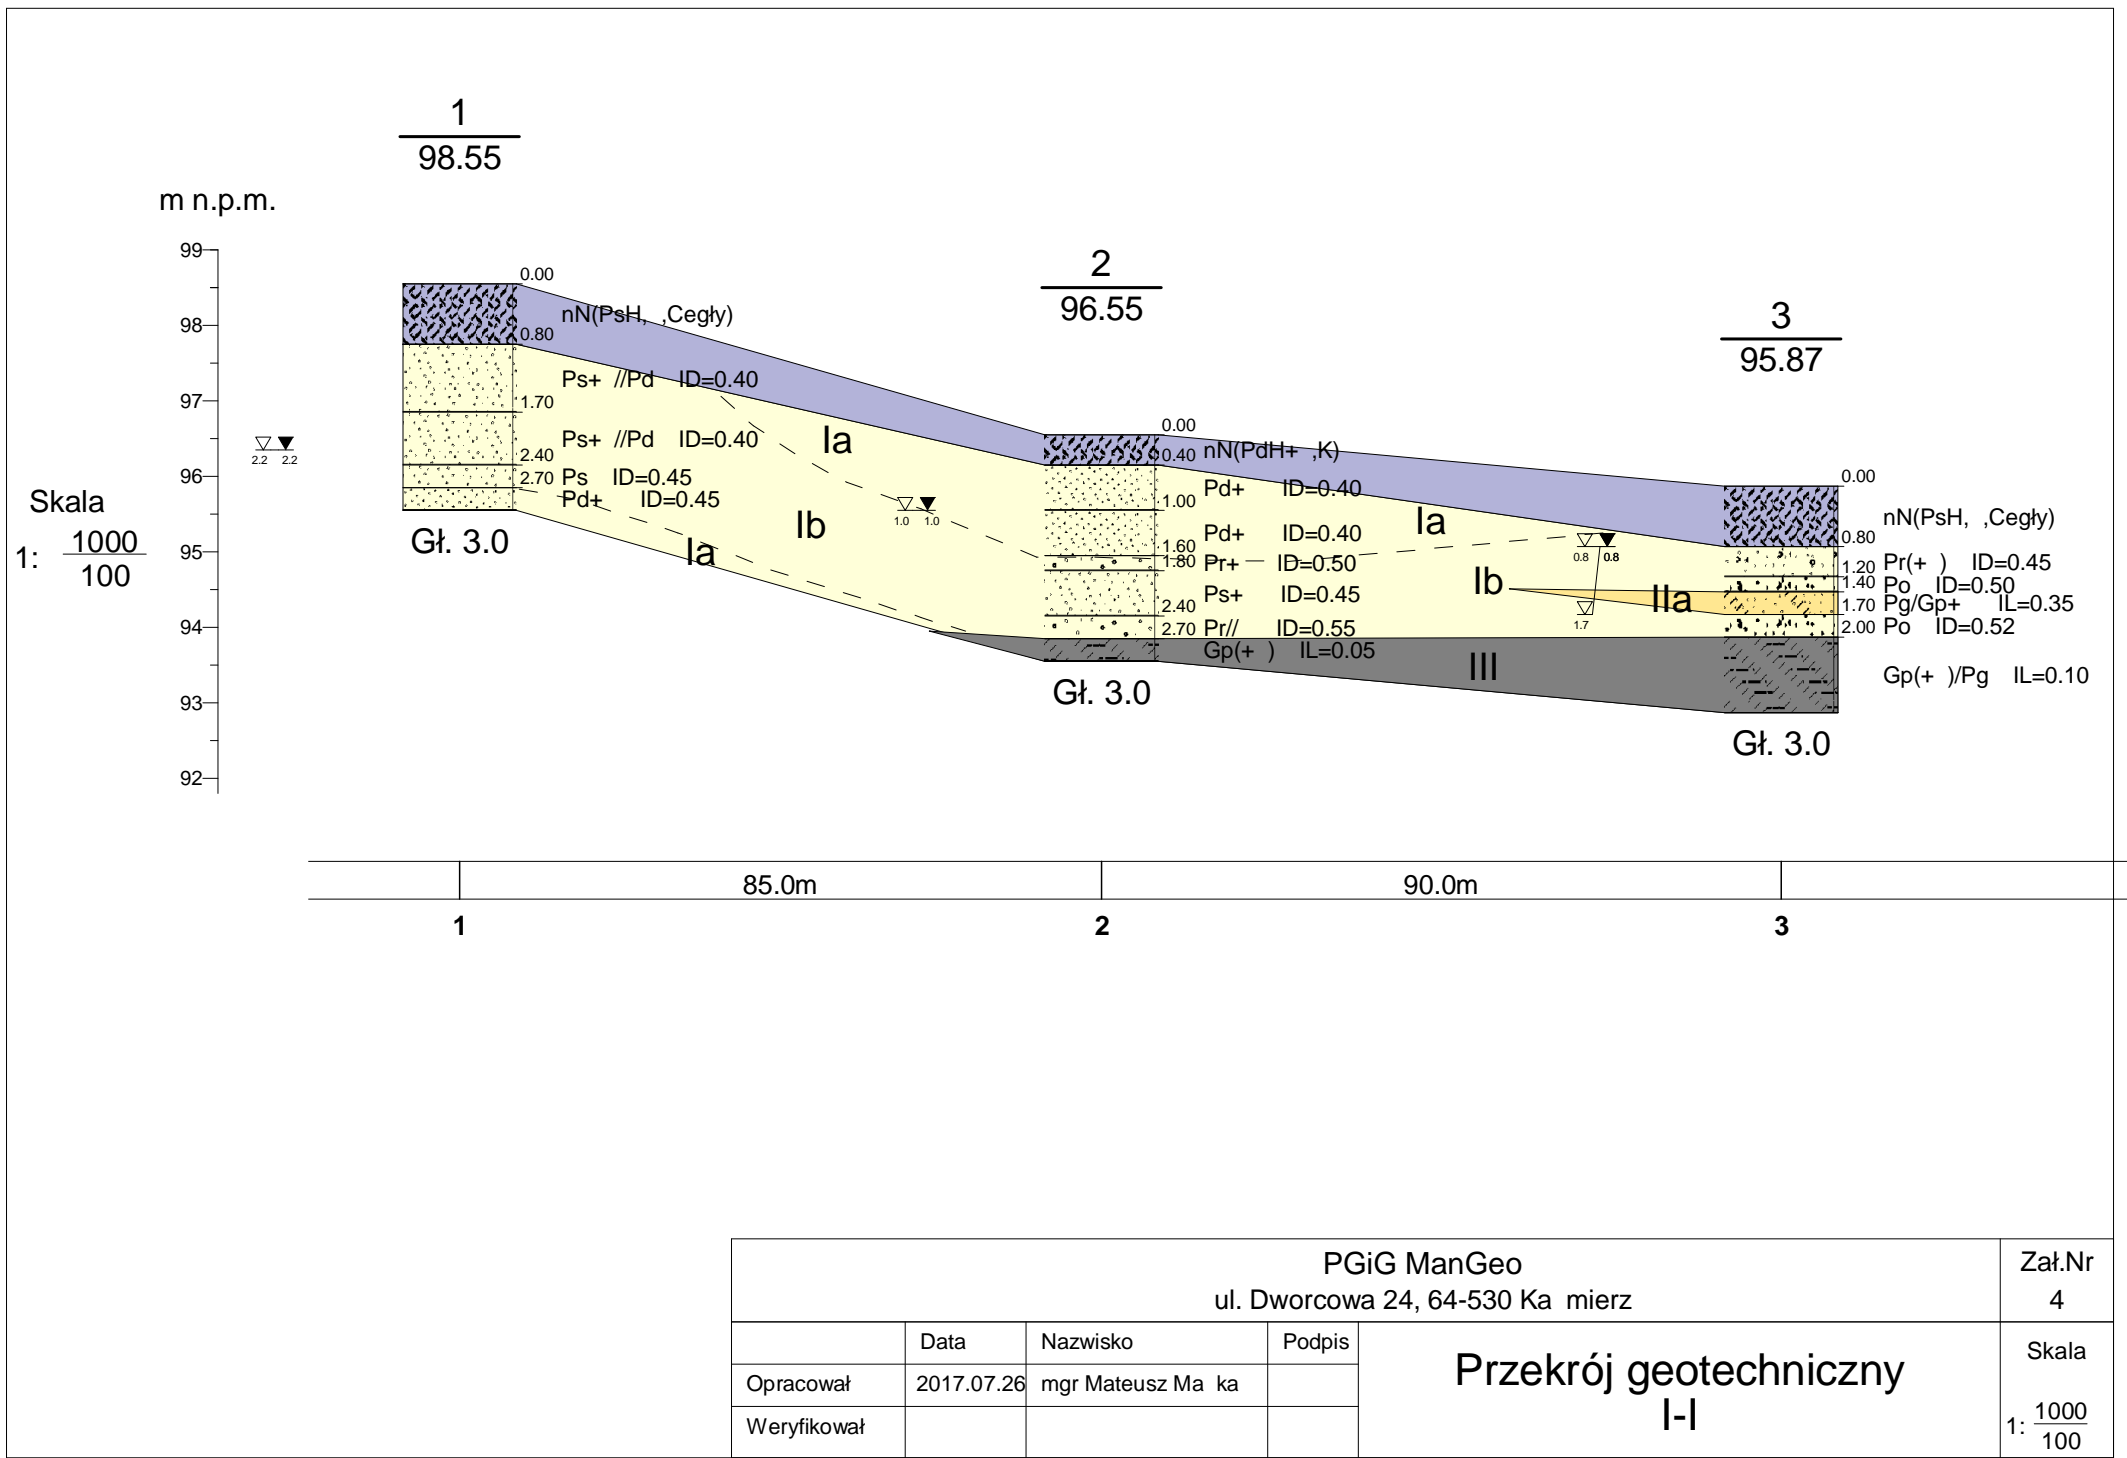 1
98.55
m n.p.m.
99
98
97
96
95
94
93
92
Skala
1: 1000
100
2.2 2.2
0.00
nN(PsH, ,Cegły)
0.80
Ps+ //Pd ID=0.40
1.70
Ps+ //Pd ID=0.40
2.40
Ps ID=0.45
2.70
Pd+ ID=0.45
Gł. 3.0
Ia
Ib
Ia
1.0 1.0
2
96.55
0.00
nN(PdH+ ,K)
0.40
Pd+ ID=0.40
1.00
Pd+ ID=0.40
1.60
Pr+ ID=0.50
1.80
Ps+ ID=0.45
2.40
Pr// ID=0.55
2.70
Gp(+ ) IL=0.05
Gł. 3.0
Ia
Ib
IIa
III
0.8 0.8
1.7
3
95.87
0.00
nN(PsH, ,Cegły)
0.80
Pr(+ ) ID=0.45
1.20
Po ID=0.50
1.40
Pg/Gp+ IL=0.35
1.70
Po ID=0.52
2.00
Gp(+ )/Pg IL=0.10
Gł. 3.0
85.0m
90.0m
1
2
3
PGiG ManGeo
ul. Dworcowa 24, 64-530 Ka mierz
Zał.Nr
4
Data Nazwisko Podpis
Opracował 2017.07.26 mgr Mateusz Ma ka
Weryfikował
Przekrój geotechniczny
I-I
Skala
1: 1000
100